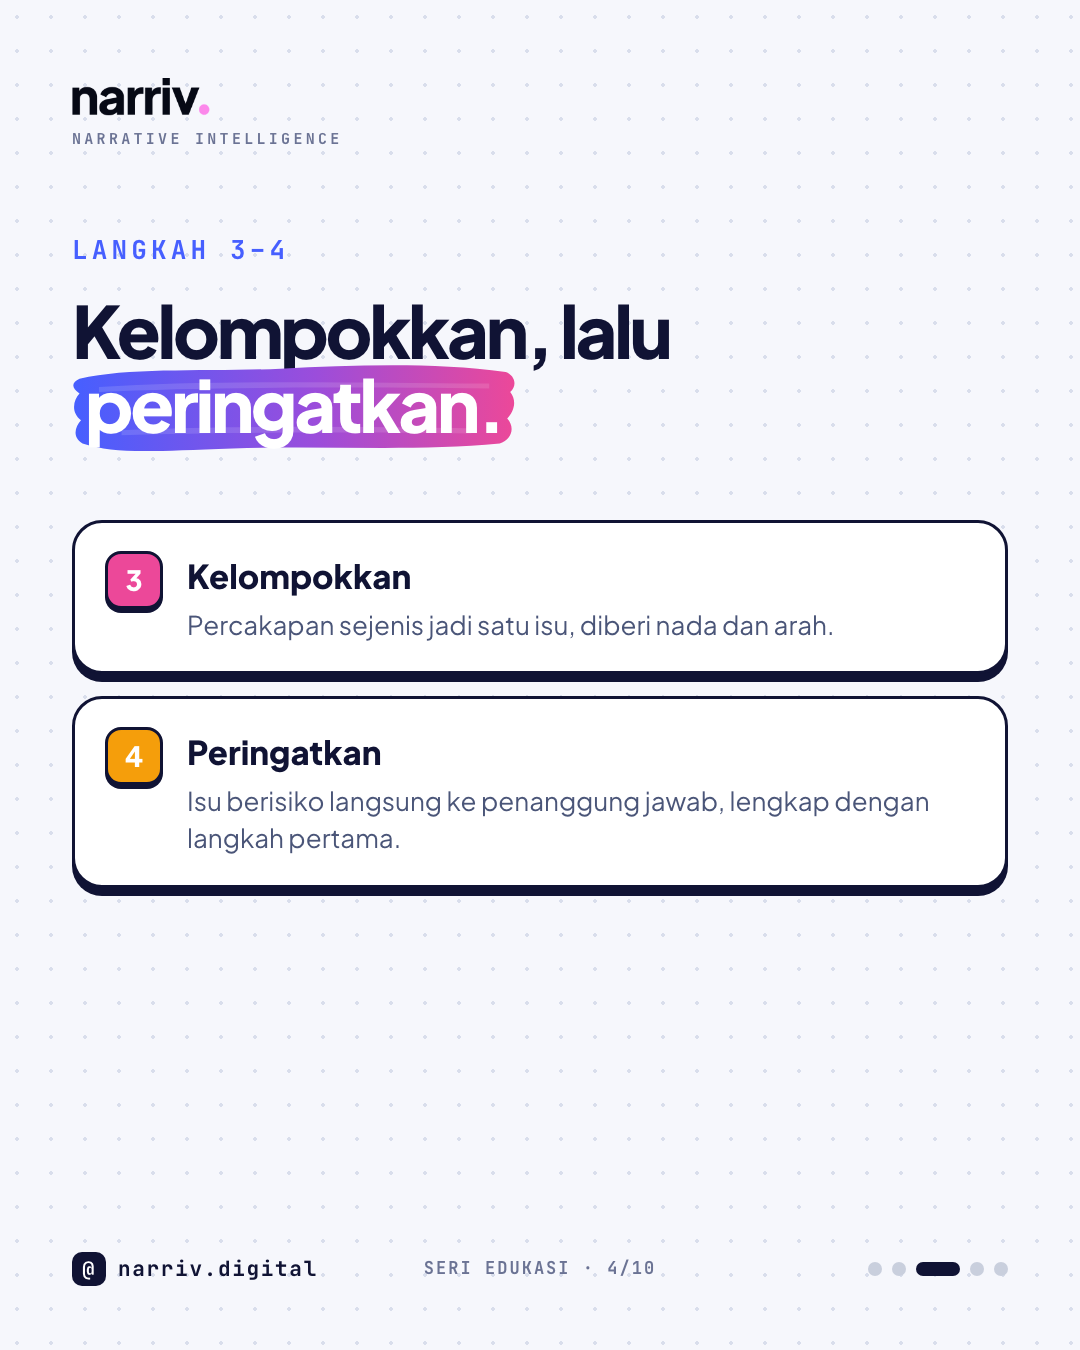 narriv.
NARRATIVE INTELLIGENCE
LANGKAH 3–4
Kelompokkan, lalu
peringatkan.
3
Kelompokkan
Percakapan sejenis jadi satu isu, diberi nada dan arah.
4
Peringatkan
Isu berisiko langsung ke penanggung jawab, lengkap dengan
langkah pertama.
@ narriv.digital
SERI EDUKASI · 4/10